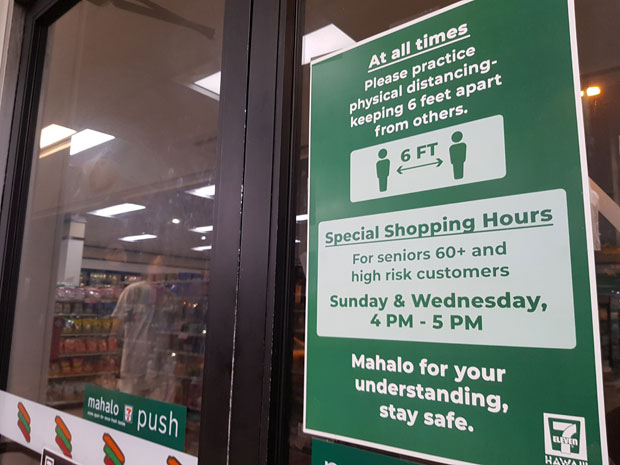 At all times
Please practice
physical distancing-
keeping 6 feet apart
from others.
6 FT
Special Shopping Hours
For seniors 60+ and
high risk customers
Sunday & Wednesday,
4 PM - 5 PM
Mahalo for your
understanding,
stay safe.
7
ELEVEN
HAWAII
mahalo 7 push